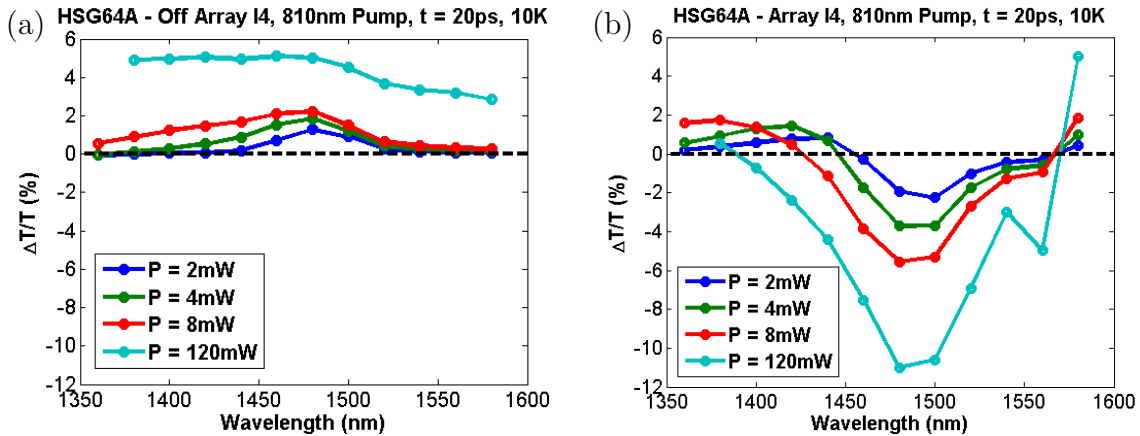 (a)
HSG64A - Off Array I4, 810nm Pump, t = 20ps, 10K
6
4
2
0
-2
-4
-6
-8
-10
-12
ΔT/T (%)
P = 2mW
P = 4mW
P = 8mW
P = 120mW
1350 1400 1450 1500 1550 1600
Wavelength (nm)
(b)
HSG64A - Array I4, 810nm Pump, t = 20ps, 10K
6
4
2
0
-2
-4
-6
-8
-10
-12
ΔT/T (%)
P = 2mW
P = 4mW
P = 8mW
P = 120mW
1350 1400 1450 1500 1550 1600
Wavelength (nm)